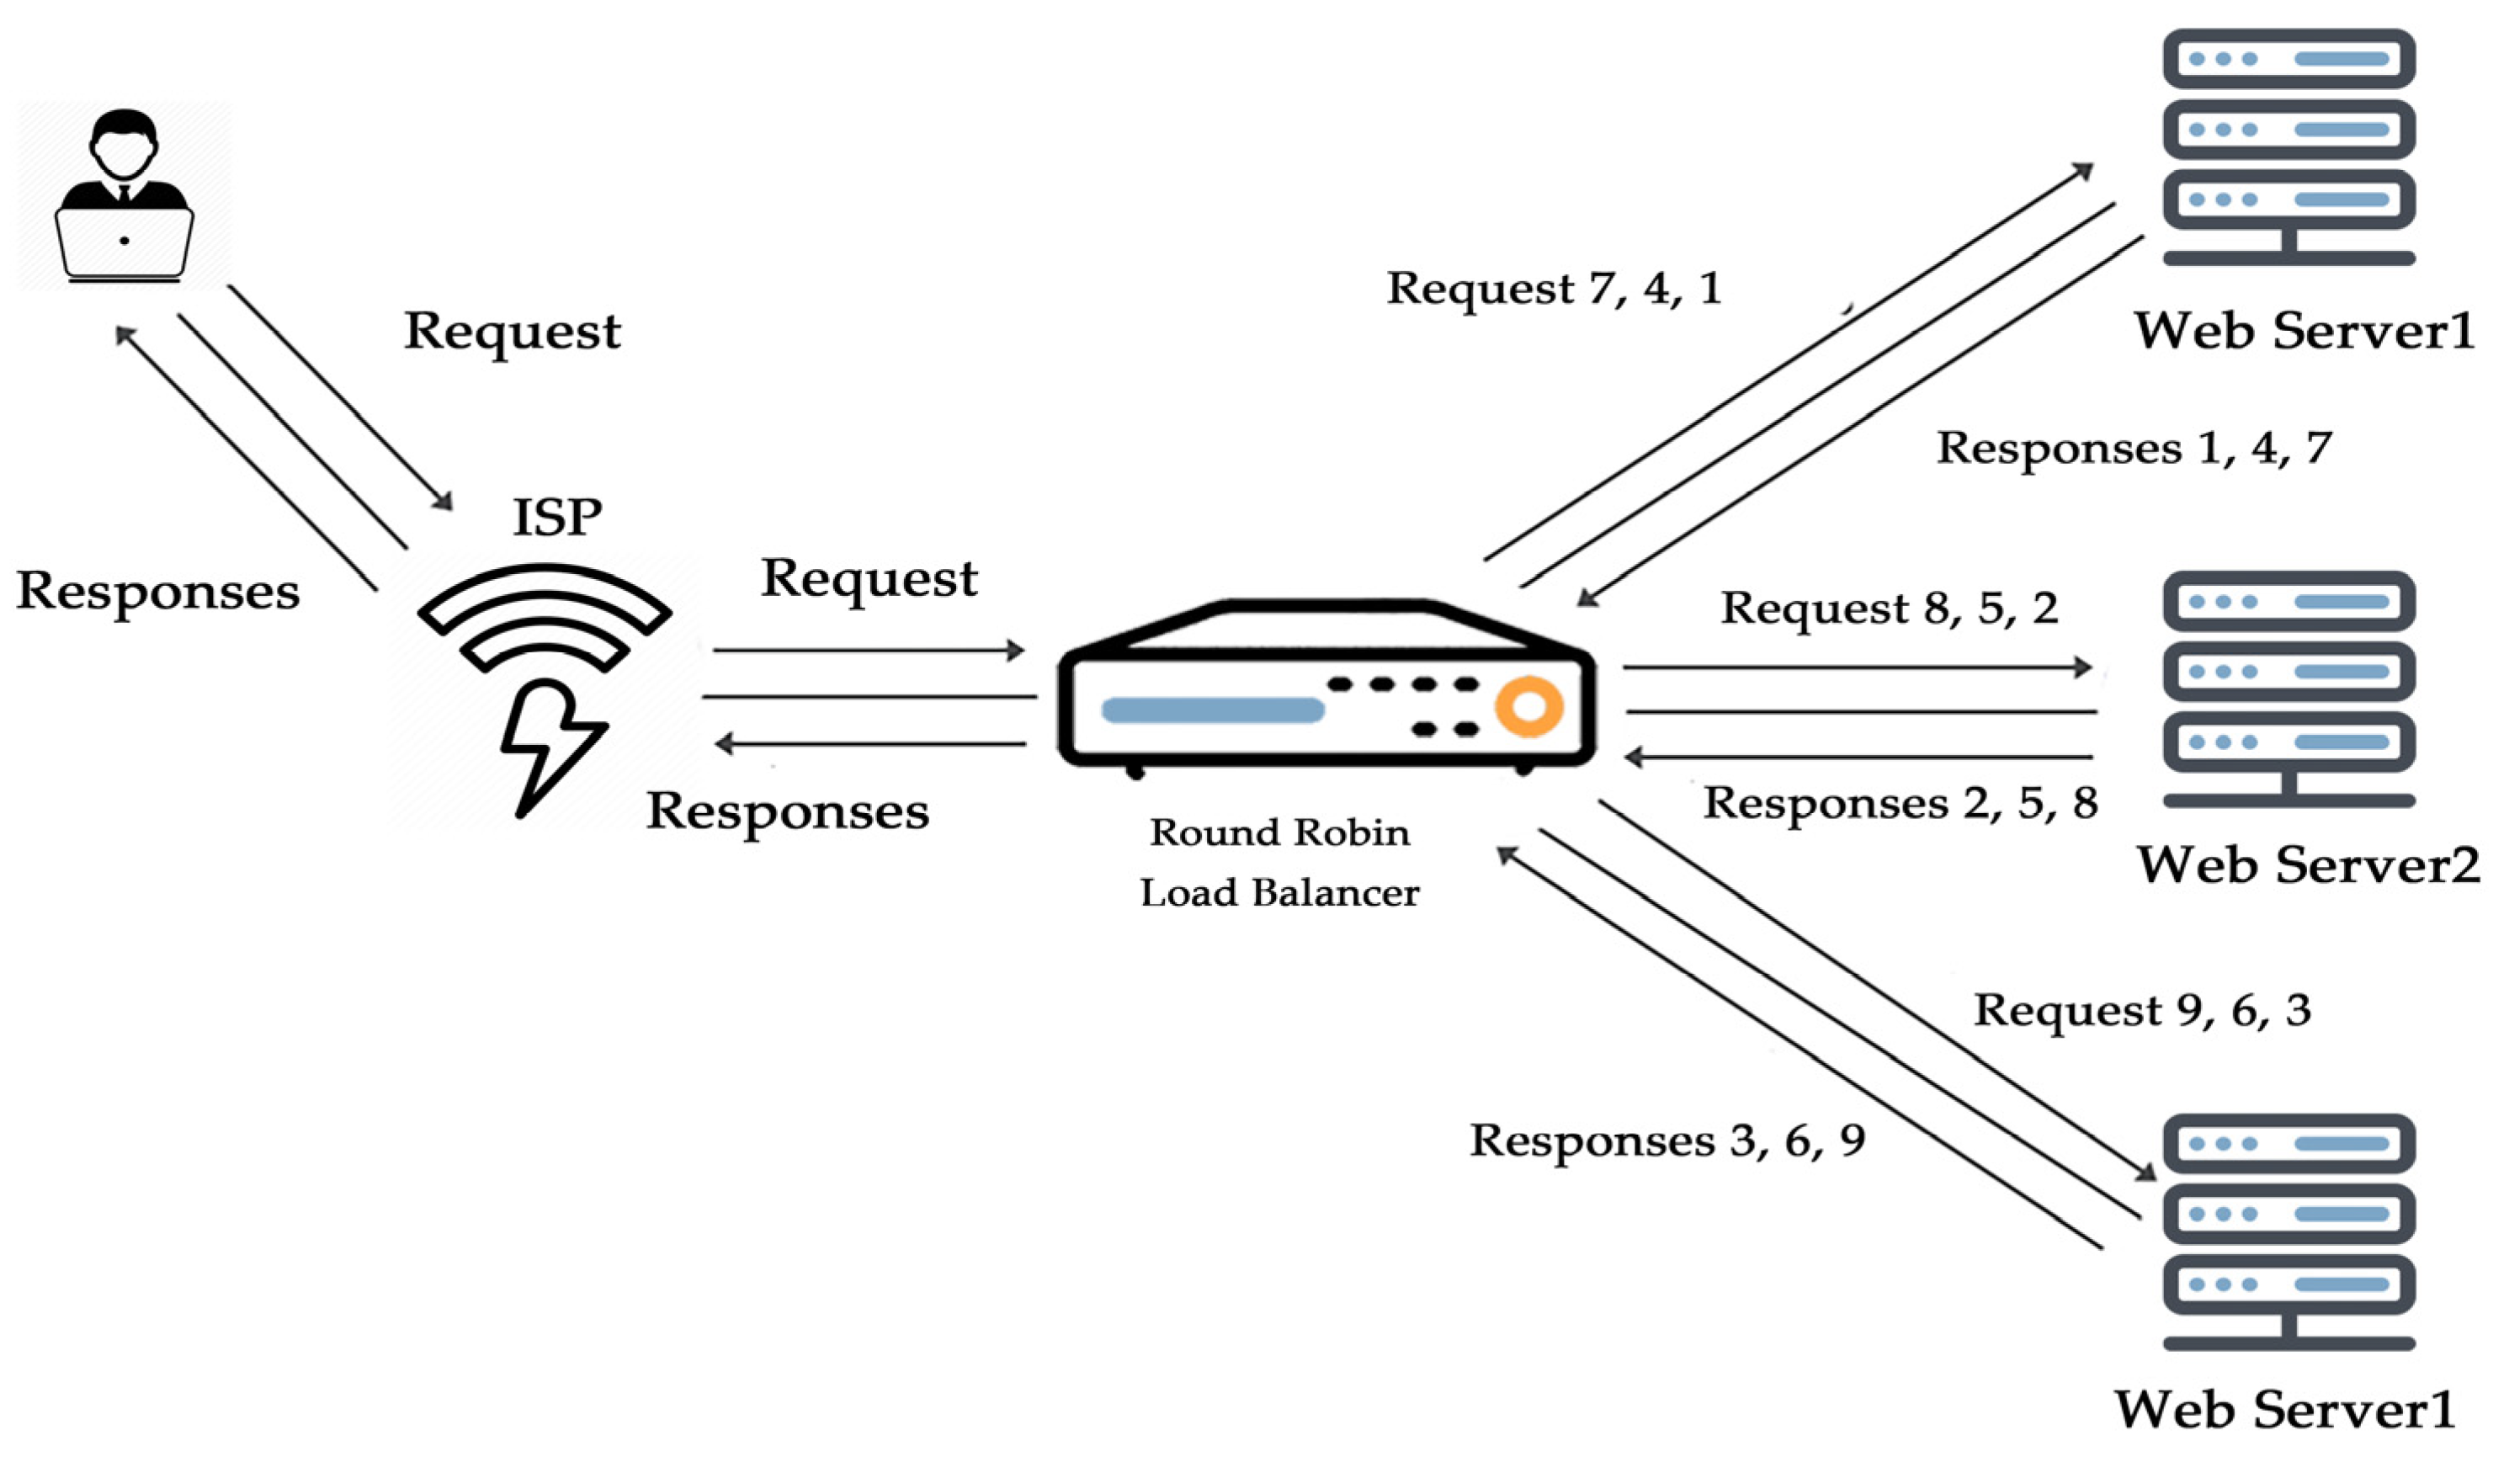 Request
Responses
ISP
Request
Responses
Round Robin
Load Balancer
Request 7, 4, 1
Responses 1, 4, 7
Web Server1
Request 8, 5, 2
Responses 2, 5, 8
Web Server2
Request 9, 6, 3
Responses 3, 6, 9
Web Server1